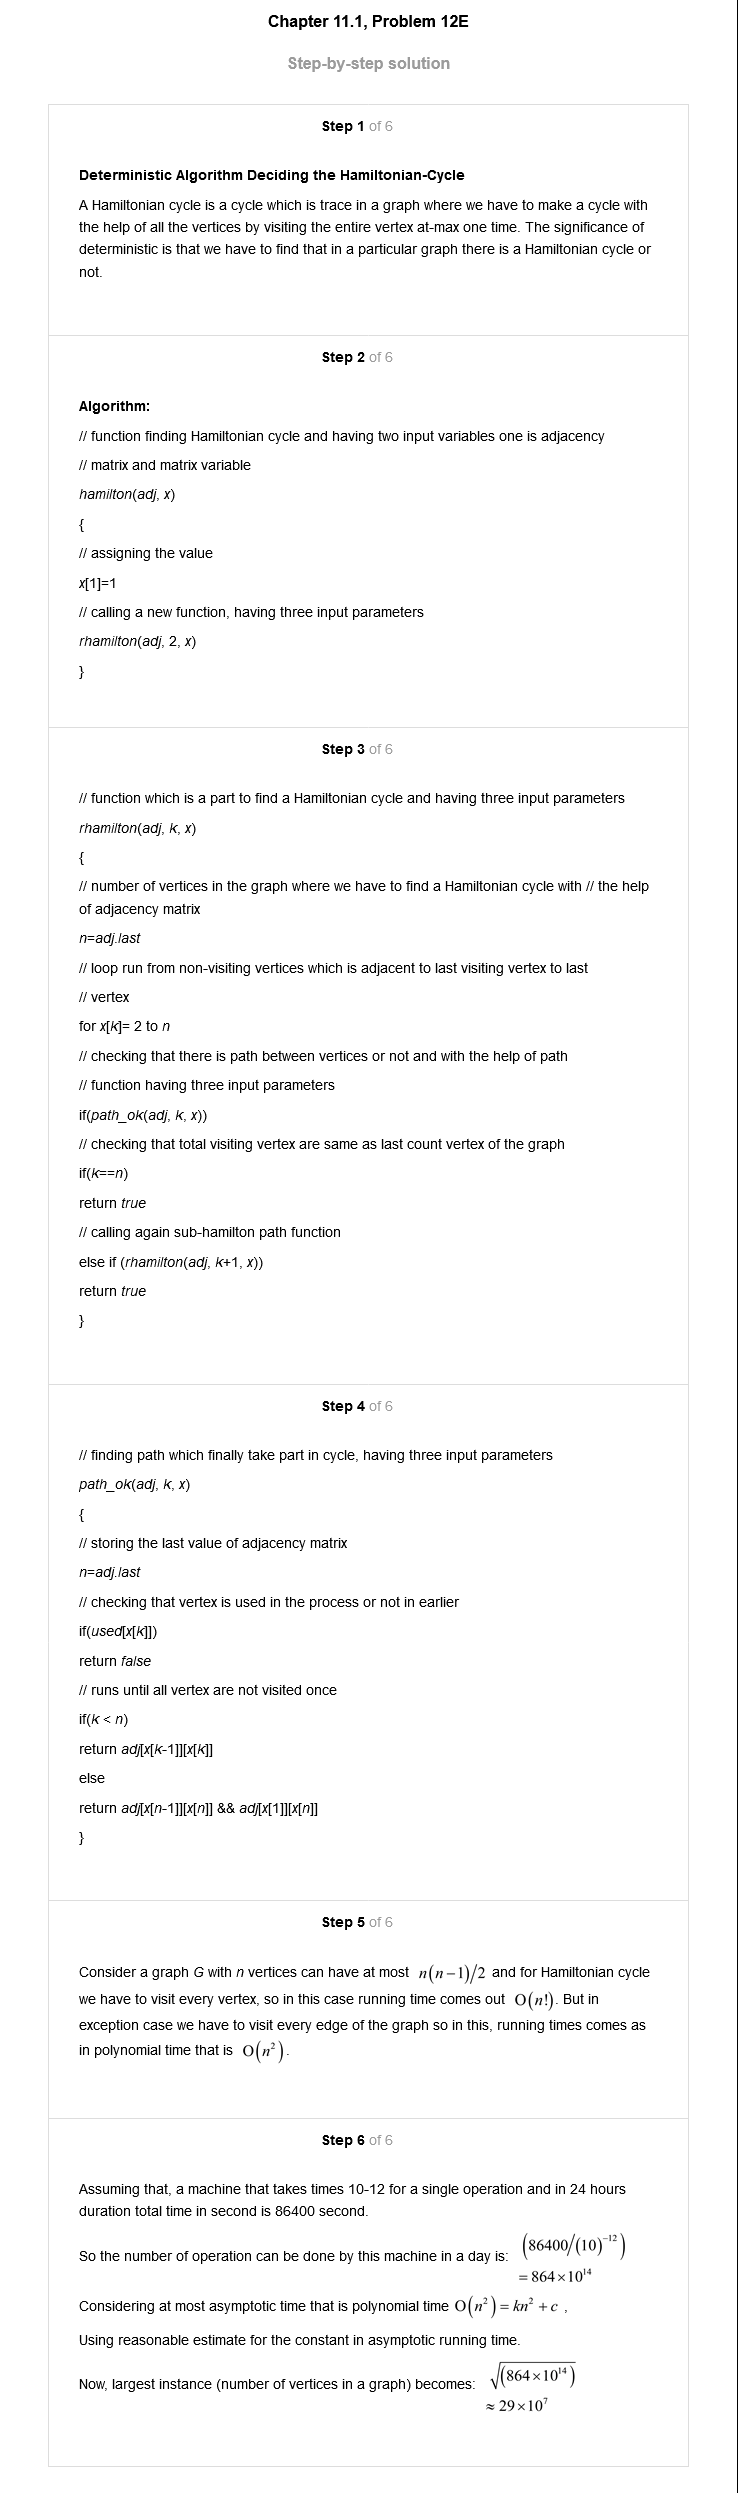 Chapter 11.1, Problem 12E
Step-by-step solution
Step 1 of 6
Deterministic Algorithm Deciding the Hamiltonian-Cycle
A Hamiltonian cycle is a cycle which is trace in a graph where we have to make a cycle with
the help of all the vertices by visiting the entire vertex at-max one time. The significance of
deterministic is that we have to find that in a particular graph there is a Hamiltonian cycle or
not.
Step 2 of 6
Algorithm:
// function finding Hamiltonian cycle and having two input variables one is adjacency
// matrix and matrix variable
hamilton(adj, x)
{
// assigning the value
x[1]=1
// calling a new function, having three input parameters
rhamilton(adj, 2, x)
}
Step 3 of 6
// function which is a part to find a Hamiltonian cycle and having three input parameters
rhamilton(adj, k, x)
{
// number of vertices in the graph where we have to find a Hamiltonian cycle with // the help
of adjacency matrix
n=adj.last
// loop run from non-visiting vertices which is adjacent to last visiting vertex to last
// vertex
for x[k]= 2 to n
// checking that there is path between vertices or not and with the help of path
// function having three input parameters
if(path_ok(adj, k, x))
// checking that total visiting vertex are same as last count vertex of the graph
if(k==n)
return true
// calling again sub-hamilton path function
else if (rhamilton(adj, k+1, x))
return true
}
Step 4 of 6
// finding path which finally take part in cycle, having three input parameters
path_ok(adj, k, x)
{
// storing the last value of adjacency matrix
n=adj.last
// checking that vertex is used in the process or not in earlier
if(used[x[k]])
return false
// runs until all vertex are not visited once
if(k < n)
return adj[x[k-1]][x[k]]
else
return adj[x[n-1]][x[n]] && adj[x[1]][x[n]]
}
Step 5 of 6
Consider a graph G with n vertices can have at most n(n−1)/2 and for Hamiltonian cycle
we have to visit every vertex, so in this case running time comes out O(n!). But in
exception case we have to visit every edge of the graph so in this, running times comes as
in polynomial time that is O(n²).
Step 6 of 6
Assuming that, a machine that takes times 10-12 for a single operation and in 24 hours
duration total time in second is 86400 second.
So the number of operation can be done by this machine in a day is: (86400/(10)⁻¹²)
= 864×10¹⁴
Considering at most asymptotic time that is polynomial time O(n²) = kn² + c ,
Using reasonable estimate for the constant in asymptotic running time.
Now, largest instance (number of vertices in a graph) becomes: √(864×10¹⁴)
≈ 29×10⁷